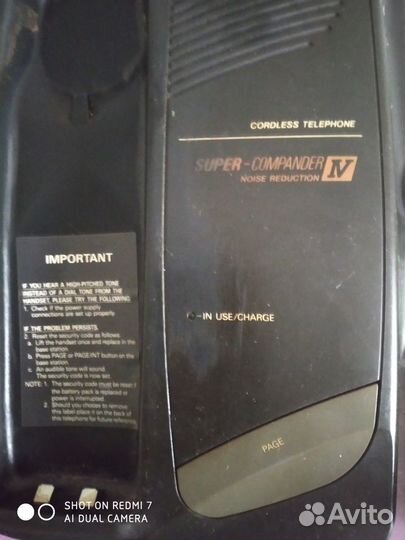 CORDLESS TELEPHONE
SUPER-COMPANDER IV
NOISE REDUCTION
IMPORTANT
IF YOU HEAR A HIGH-PITCHED TONE
INSTEAD OF A DIAL TONE FROM THE
HANDSET, PLEASE TRY THE FOLLOWING
1. Check if the power supply
connections are set up properly.
IF THE PROBLEM PERSISTS
2. Reset the security code as follows
a. Lift the handset once and replace in the
base station.
b. Press PAGE or PAGE/INT button on the
base station.
c. An audible tone will sound.
The security code is now set.
NOTE: 1. The security code must be reset if
the battery pack is replaced or
power is interrupted.
2. Should you choose to remove
this label place it on the back of
this telephone for future reference.
IN USE/CHARGE
PAGE
SHOT ON REDMI 7
AI DUAL CAMERA
Avito